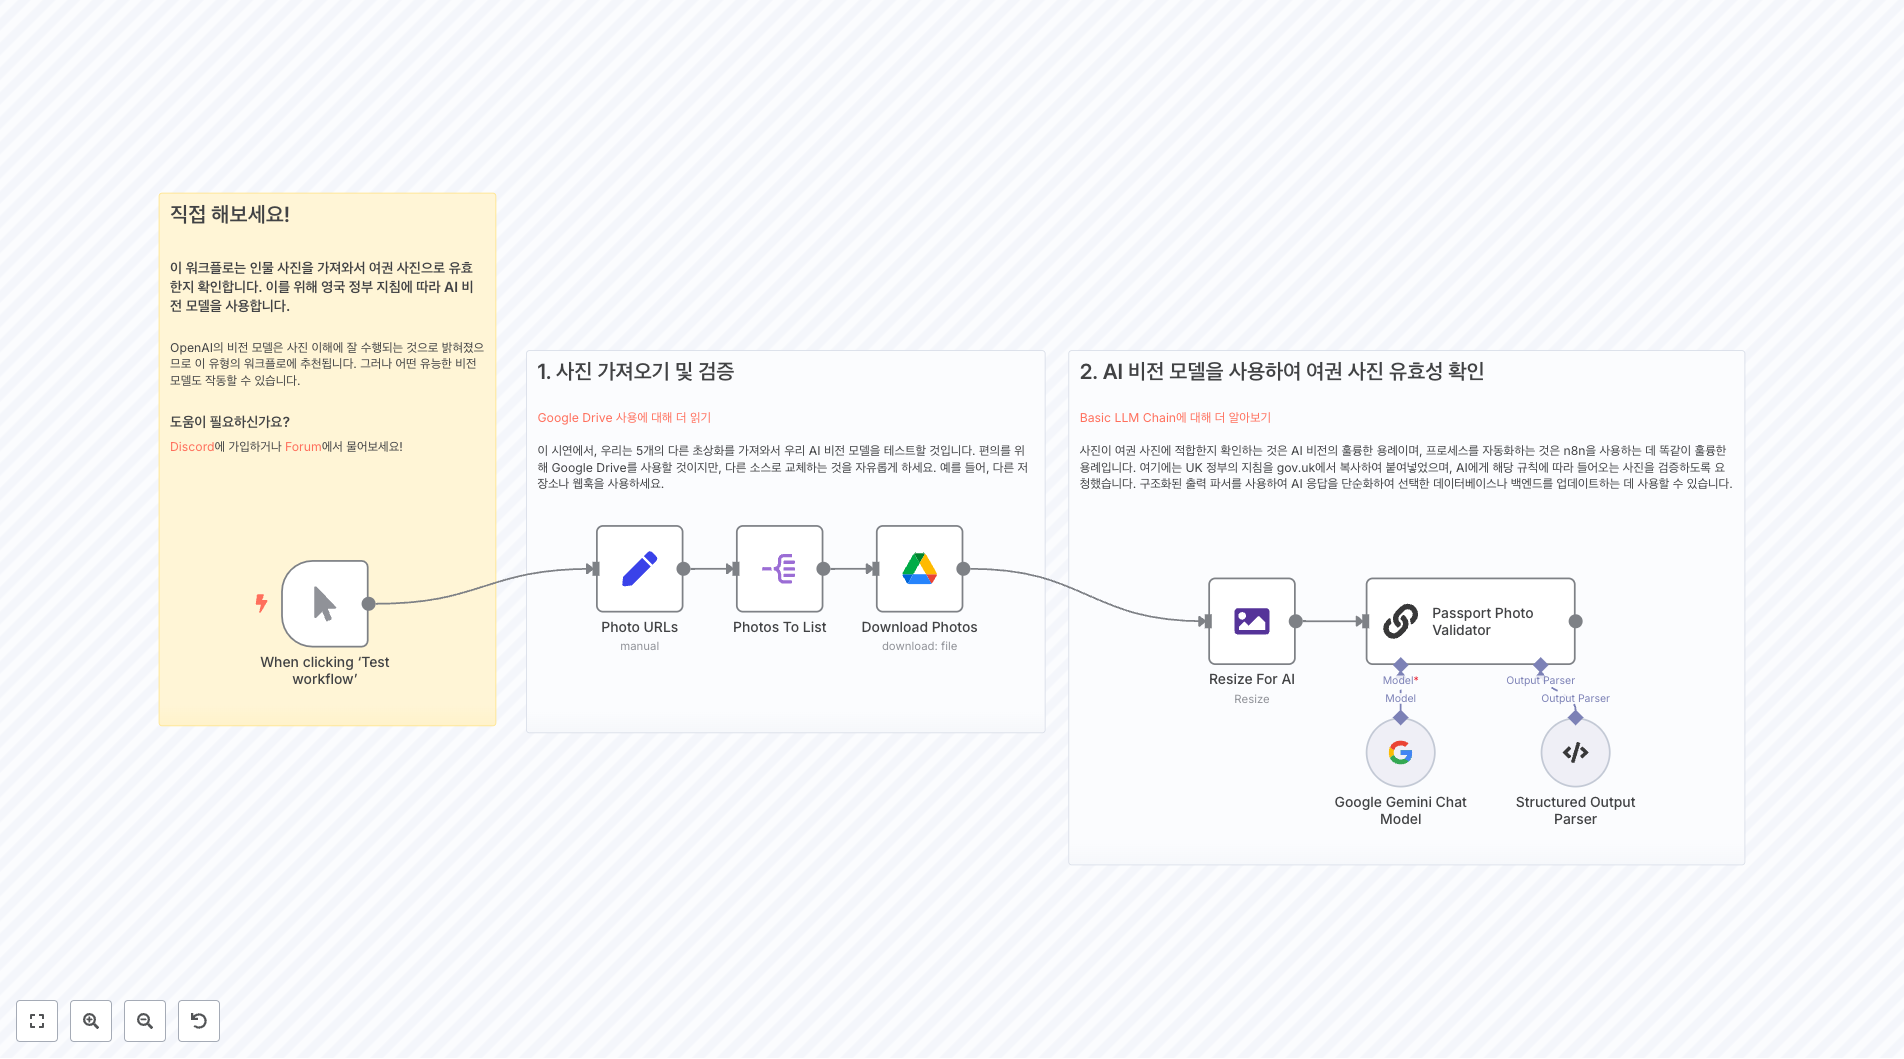 직접 해보세요!
이 워크플로는 인물 사진을 가져와서 여권 사진으로 유효
한지 확인합니다. 이를 위해 영국 정부 지침에 따라 AI 비
전 모델을 사용합니다.
OpenAI의 비전 모델은 사진 이해에 잘 수행되는 것으로 밝혀졌으
므로 이 유형의 워크플로에 추천됩니다. 그러나 어떤 유능한 비전
모델도 작동할 수 있습니다.
도움이 필요하신가요?
Discord에 가입하거나 Forum에서 물어보세요!
When clicking ‘Test
workflow’
1. 사진 가져오기 및 검증
Google Drive 사용에 대해 더 읽기
이 시연에서, 우리는 5개의 다른 초상화를 가져와서 우리 AI 비전 모델을 테스트할 것입니다. 편의를 위
해 Google Drive를 사용할 것이지만, 다른 소스로 교체하는 것을 자유롭게 하세요. 예를 들어, 다른 저
장소나 웹훅을 사용하세요.
Photo URLs
manual
Photos To List
Download Photos
download: file
2. AI 비전 모델을 사용하여 여권 사진 유효성 확인
Basic LLM Chain에 대해 더 알아보기
사진이 여권 사진에 적합한지 확인하는 것은 AI 비전의 훌륭한 용례이며, 프로세스를 자동화하는 것은 n8n을 사용하는 데 똑같이 훌륭한
용례입니다. 여기에는 UK 정부의 지침을 gov.uk에서 복사하여 붙여넣었으며, AI에게 해당 규칙에 따라 들어오는 사진을 검증하도록 요
청했습니다. 구조화된 출력 파서를 사용하여 AI 응답을 단순화하여 선택한 데이터베이스나 백엔드를 업데이트하는 데 사용할 수 있습니다.
Resize For AI
Resize
Passport Photo
Validator
Model*
Model
Output Parser
Output Parser
Google Gemini Chat
Model
Structured Output
Parser